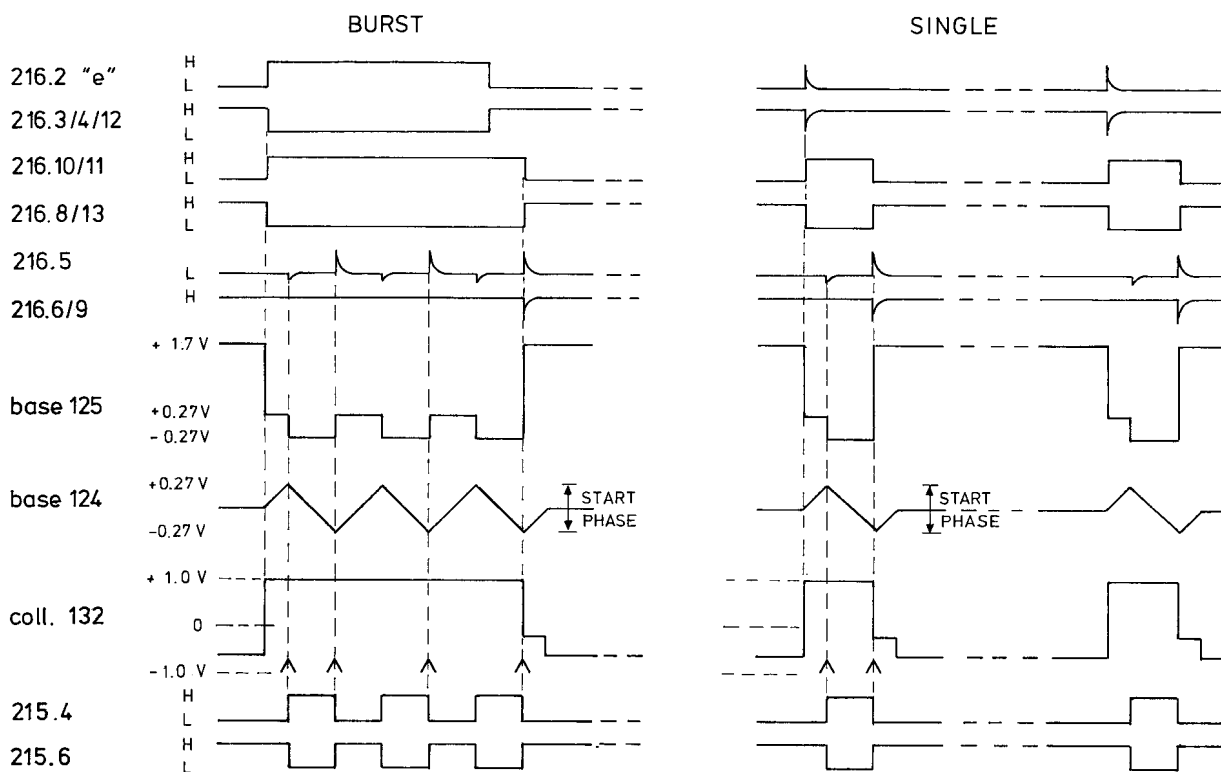 BURST
SINGLE
216.2 "e"
H
L
216.3/4/12
H
L
216.10/11
H
L
216.8/13
H
L
216.5
L
216.6/9
H
+ 1.7 V
base 125
+0.27V
- 0.27V
base 124
+0.27 V
-0.27V
START
PHASE
START
PHASE
coll. 132
+ 1.0 V
0
-1.0 V
215.4
H
L
215.6
H
L